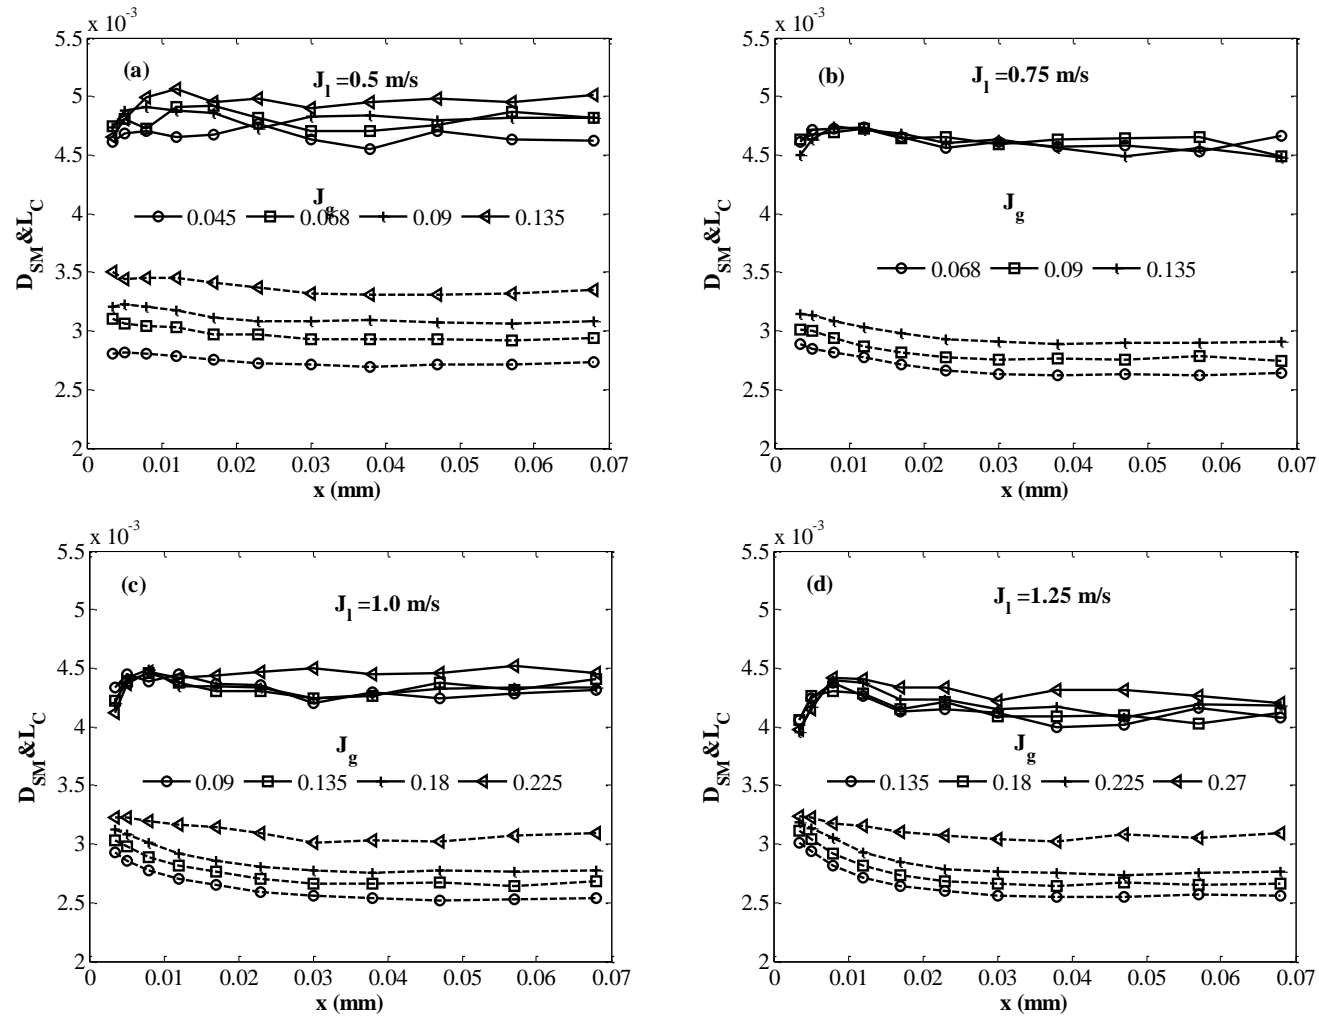 x 10^-3
5.5
5
4.5
4
3.5
3
2.5
2
D_SM&L_C
(a)
J_l =0.5 m/s
J_g
0.045 0.068 0.09 0.135
0 0.01 0.02 0.03 0.04 0.05 0.06 0.07
x (mm)
x 10^-3
5.5
5
4.5
4
3.5
3
2.5
2
D_SM&L_C
(b)
J_l =0.75 m/s
J_g
0.068 0.09 0.135
0 0.01 0.02 0.03 0.04 0.05 0.06 0.07
x (mm)
x 10^-3
5.5
5
4.5
4
3.5
3
2.5
2
D_SM&L_C
(c)
J_l =1.0 m/s
J_g
0.09 0.135 0.18 0.225
0 0.01 0.02 0.03 0.04 0.05 0.06 0.07
x (mm)
x 10^-3
5.5
5
4.5
4
3.5
3
2.5
2
D_SM&L_C
(d)
J_l =1.25 m/s
J_g
0.135 0.18 0.225 0.27
0 0.01 0.02 0.03 0.04 0.05 0.06 0.07
x (mm)